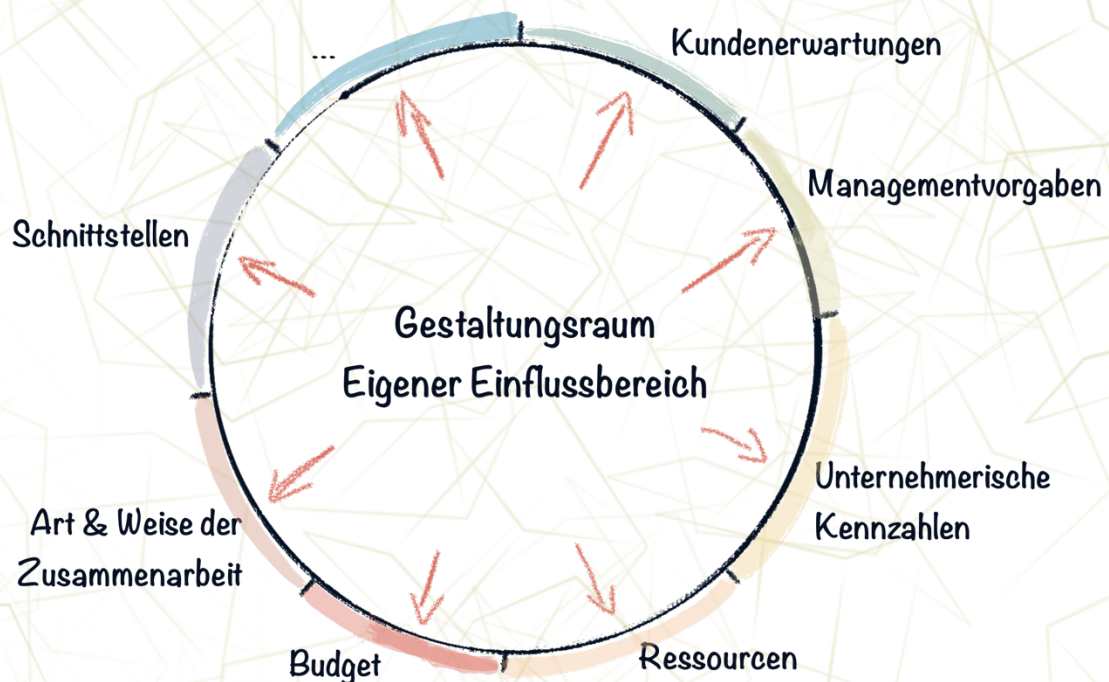 ...
Kundenerwartungen
Managementvorgaben
Schnittstellen
Gestaltungsraum
Eigener Einflussbereich
Unternehmerische
Kennzahlen
Art & Weise der
Zusammenarbeit
Budget
Ressourcen